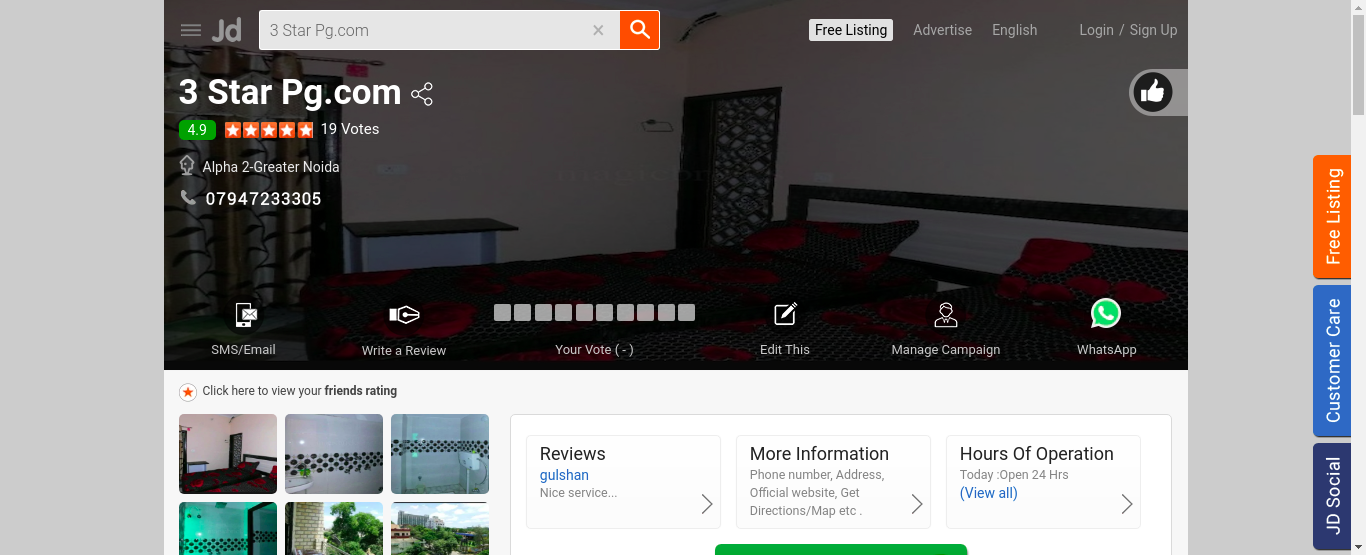 Jd
3 Star Pg.com
Free Listing
Advertise
English
Login / Sign Up
3 Star Pg.com
4.9
19 Votes
Alpha 2-Greater Noida
07947233305
SMS/Email
Write a Review
Your Vote ( - )
Edit This
Manage Campaign
WhatsApp
Click here to view your friends rating
Reviews
gulshan
Nice service...
More Information
Phone number, Address,
Official website, Get
Directions/Map etc .
Hours Of Operation
Today :Open 24 Hrs
(View all)
Free Listing
Customer Care
JD Social